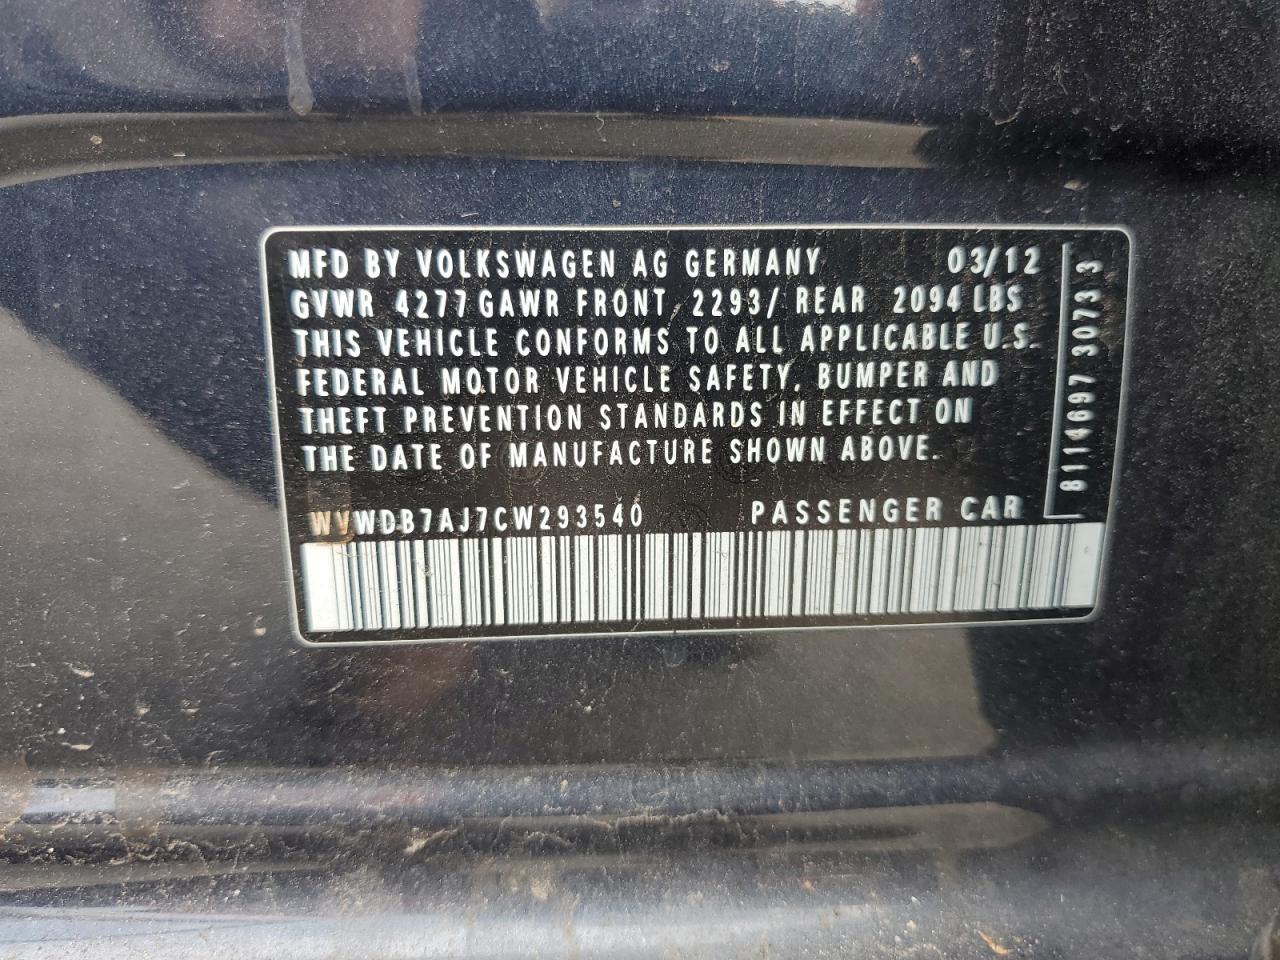 MFD BY VOLKSWAGEN AG GERMANY 03/12
GVWR 4277 GAWR FRONT 2293/ REAR 2094 LBS
THIS VEHICLE CONFORMS TO ALL APPLICABLE U.S.
FEDERAL MOTOR VEHICLE SAFETY, BUMPER AND
THEFT PREVENTION STANDARDS IN EFFECT ON
THE DATE OF MANUFACTURE SHOWN ABOVE.
WVWDB7AJ7CW293540 PASSENGER CAR
8114697 30733